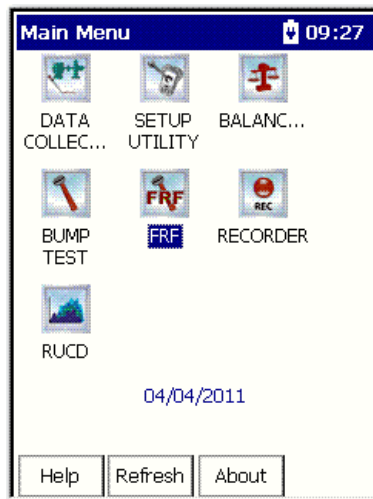 Main Menu 09:27
DATA COLLEC...
SETUP UTILITY
BALANC...
FRF
REC
BUMP TEST
FRF
RECORDER
RUCD
04/04/2011
Help Refresh About